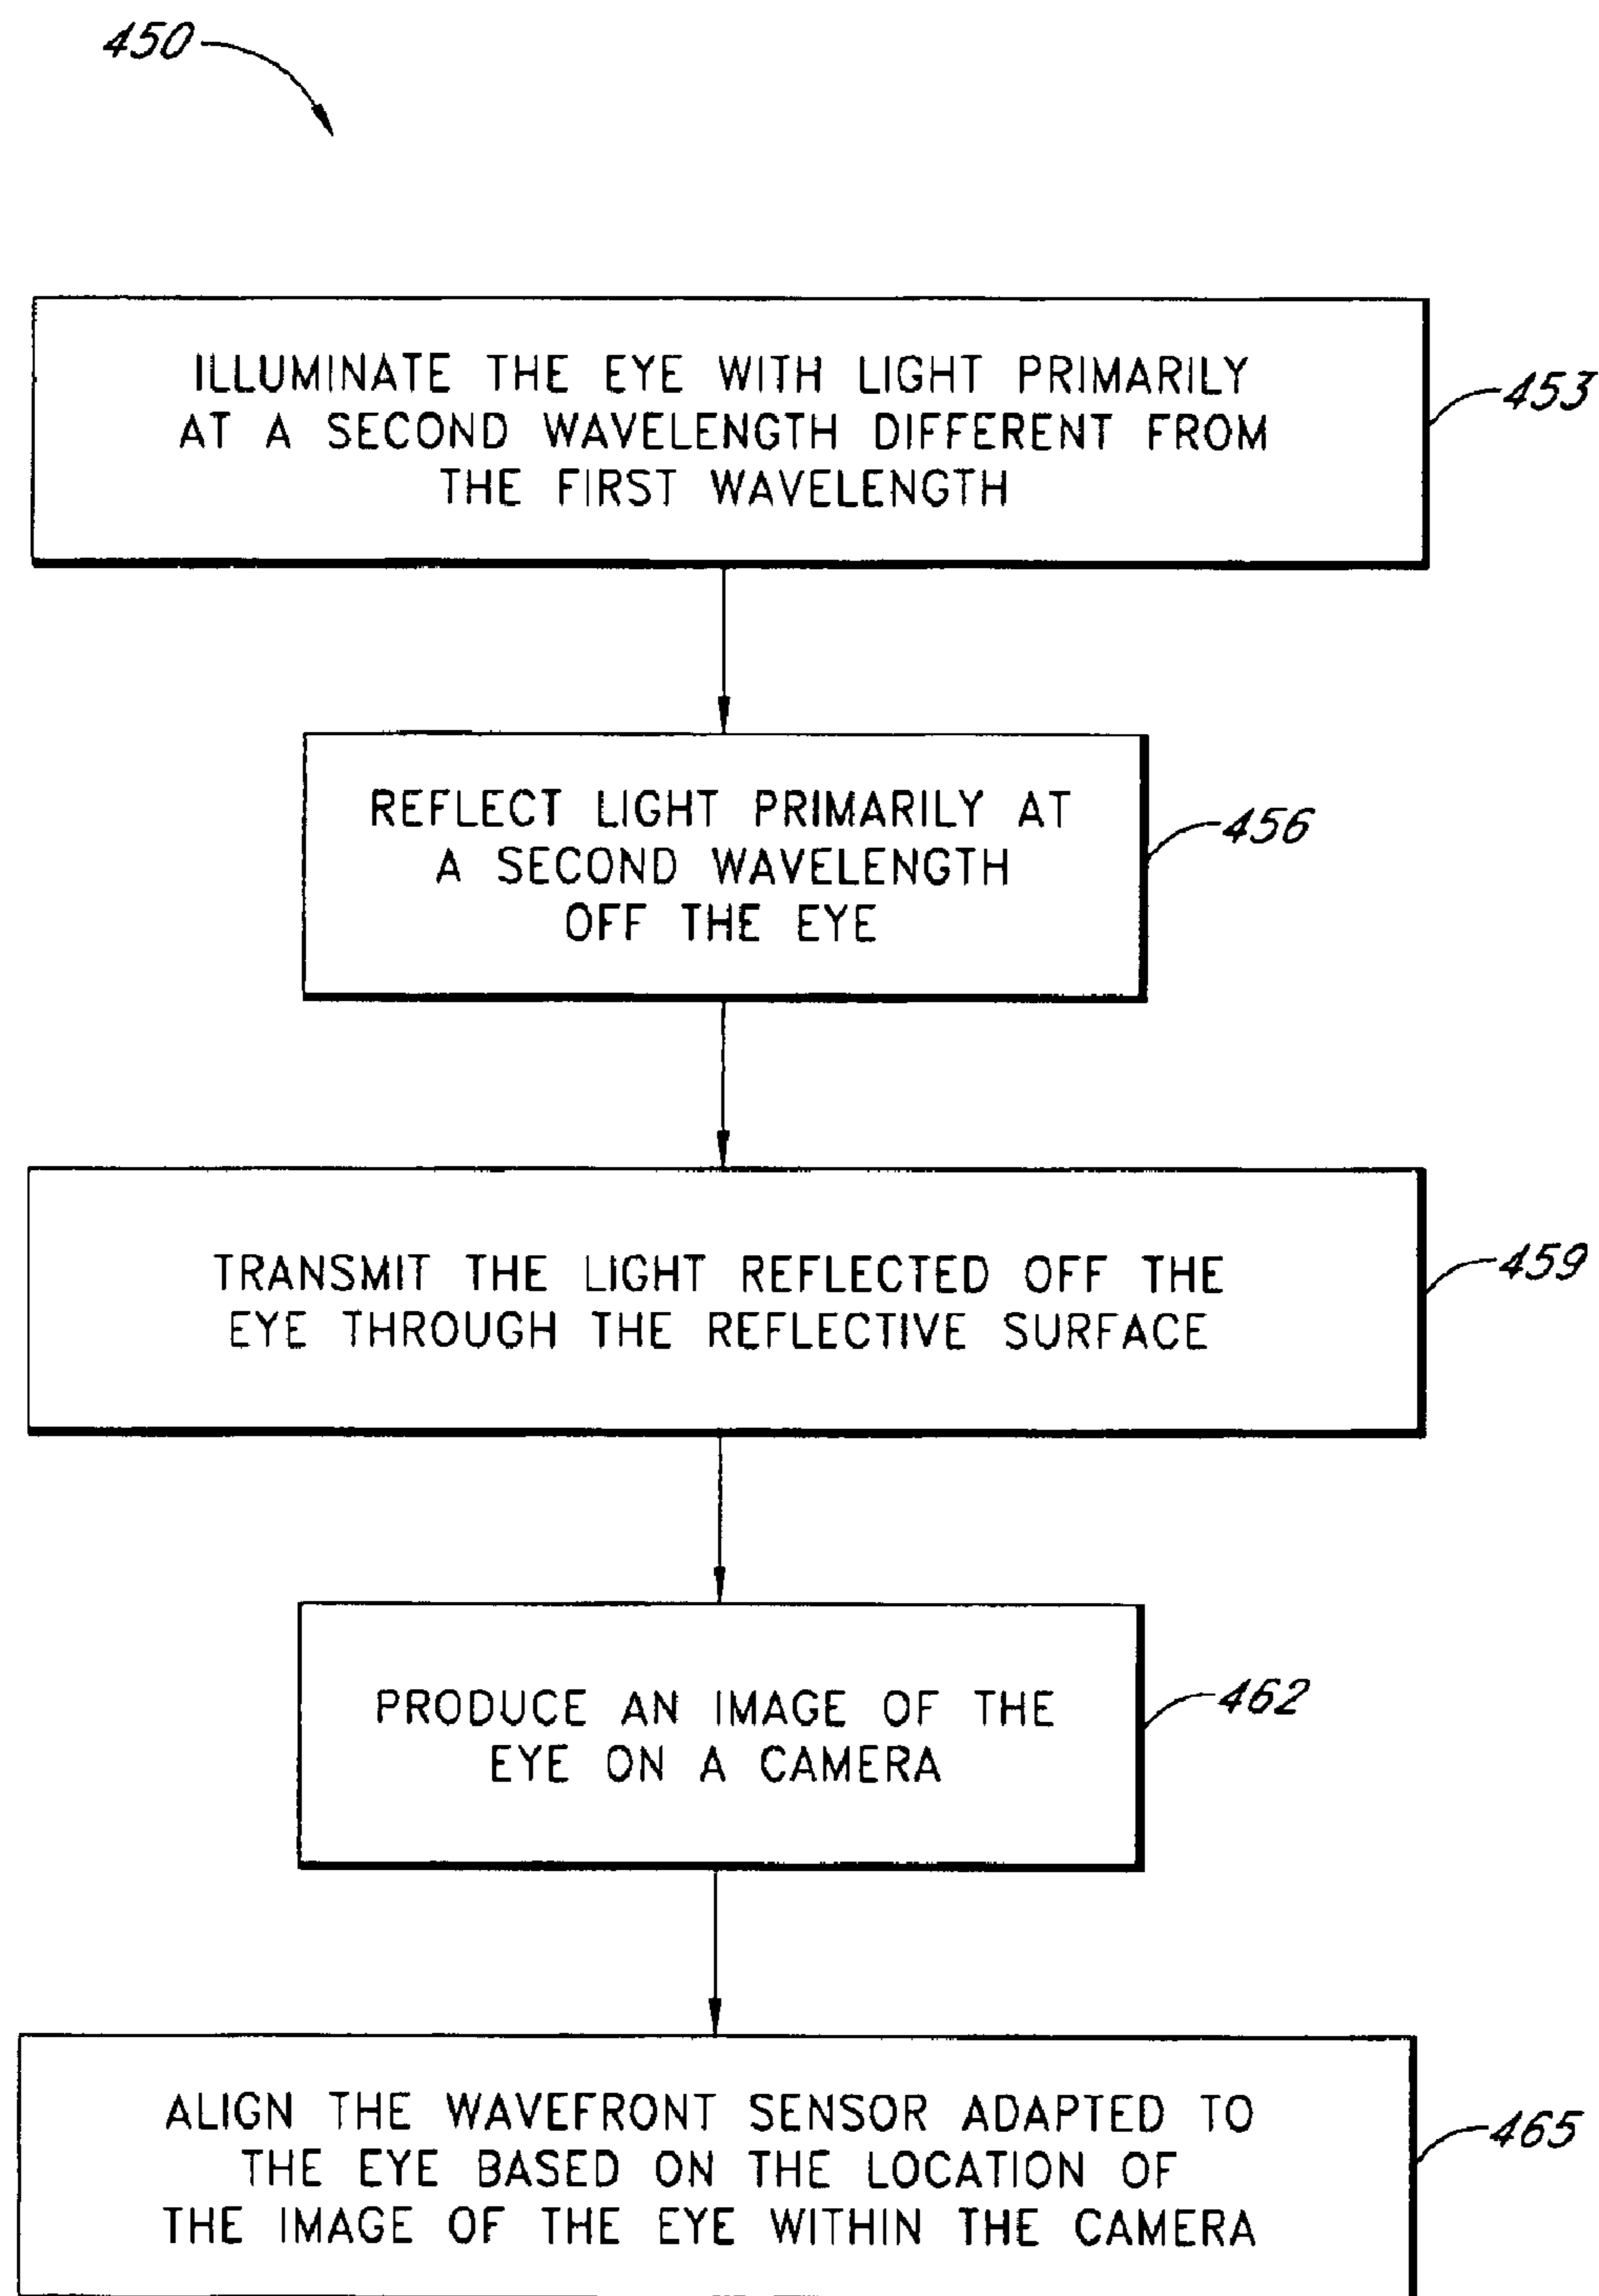 450
ILLUMINATE THE EYE WITH LIGHT PRIMARILY
AT A SECOND WAVELENGTH DIFFERENT FROM
THE FIRST WAVELENGTH
453
REFLECT LIGHT PRIMARILY AT
A SECOND WAVELENGTH
OFF THE EYE
456
TRANSMIT THE LIGHT REFLECTED OFF THE
EYE THROUGH THE REFLECTIVE SURFACE
459
PRODUCE AN IMAGE OF THE
EYE ON A CAMERA
462
ALIGN THE WAVEFRONT SENSOR ADAPTED TO
THE EYE BASED ON THE LOCATION OF
THE IMAGE OF THE EYE WITHIN THE CAMERA
465